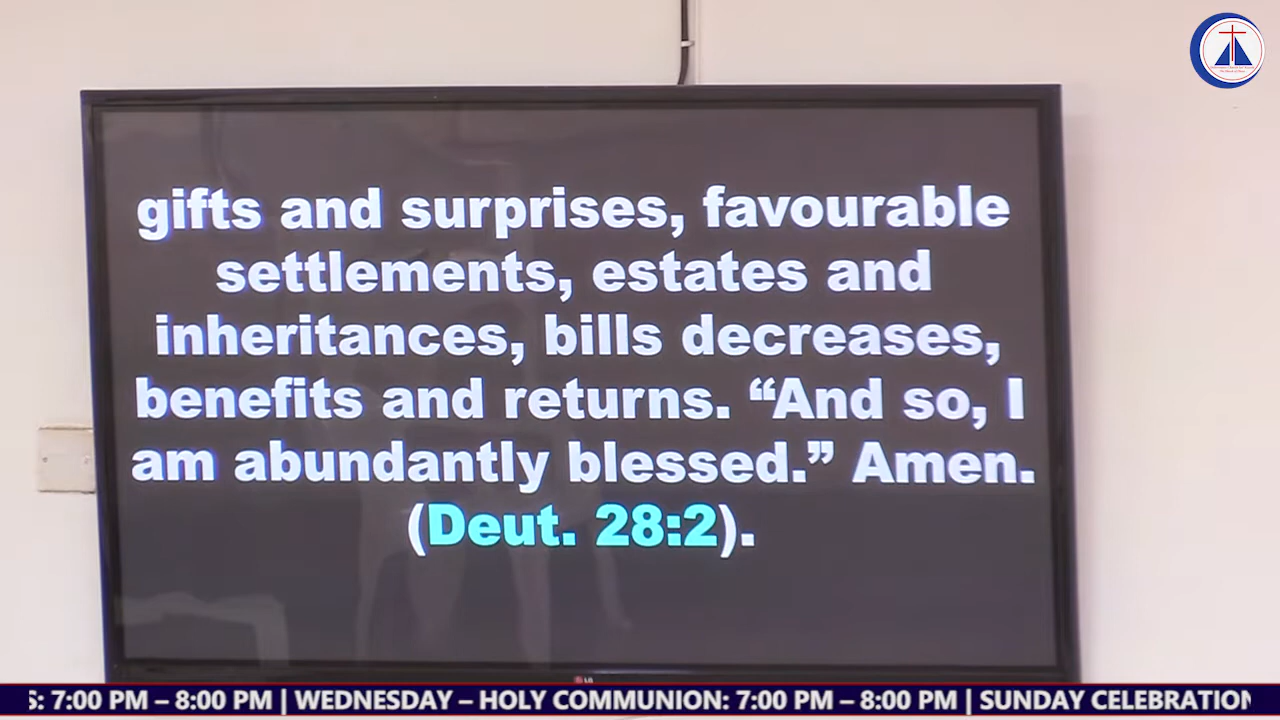 gifts and surprises, favourable
settlements, estates and
inheritances, bills decreases,
benefits and returns. “And so, I
am abundantly blessed.” Amen.
(Deut. 28:2).
LG
S: 7:00 PM – 8:00 PM | WEDNESDAY – HOLY COMMUNION: 7:00 PM – 8:00 PM | SUNDAY CELEBRATION